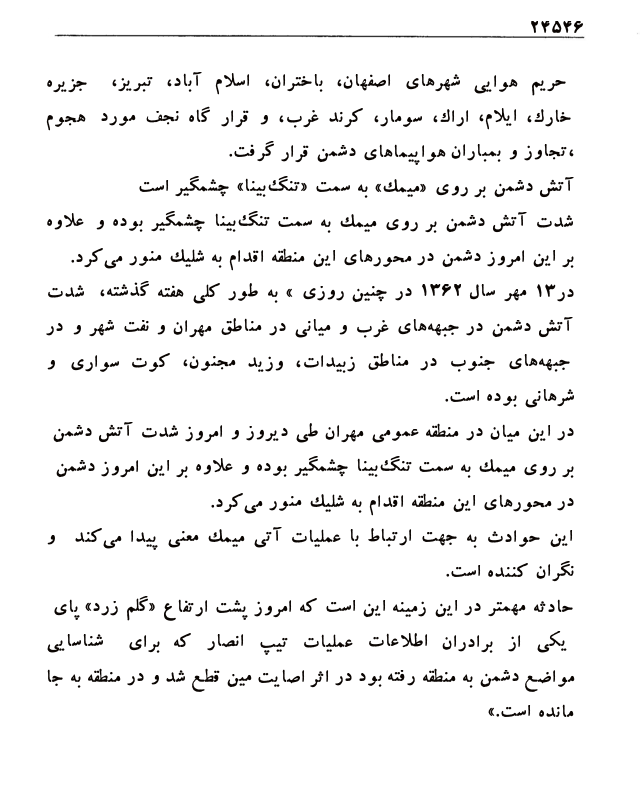 ۲۴۵۴۶
حریم هوایی شهرهای اصفهان، باختران، اسلام آباد، تبریز، جزیره
خارك، ایلام، اراك، سومار، کرند غرب، و قرار گاه نجف مورد هجوم
،تجاوز و بمباران هواپیماهای دشمن قرار گرفت.
آتش دشمن بر روی «میمك» به سمت «تنگ‌بینا» چشمگیر است
شدت آتش دشمن بر روی میمك به سمت تنگ‌بینا چشمگیر بوده و علاوه
بر این امروز دشمن در محورهای این منطقه اقدام به شلیك منور می‌کرد.
در۱۳ مهر سال ۱۳۶۲ در چنین روزی » به طور کلی هفته گذشته، شدت
آتش دشمن در جبهه‌های غرب و میانی در مناطق مهران و نفت شهر و در
جبهه‌های جنوب در مناطق زبیدات، وزید مجنون، کوت سواری و
شرهانی بوده است.
در این میان در منطقه عمومی مهران طی دیروز و امروز شدت آتش دشمن
بر روی میمك به سمت تنگ‌بینا چشمگیر بوده و علاوه بر این امروز دشمن
در محورهای این منطقه اقدام به شلیك منور می‌کرد.
این حوادث به جهت ارتباط با عملیات آتی میمك معنی پیدا می‌کند و
نگران کننده است.
حادثه مهمتر در این زمینه این است که امروز پشت ارتفاع «گلم زرد» پای
یکی از برادران اطلاعات عملیات تیپ انصار که برای شناسایی
مواضع دشمن به منطقه رفته بود در اثر اصایت مین قطع شد و در منطقه به جا
مانده است.»